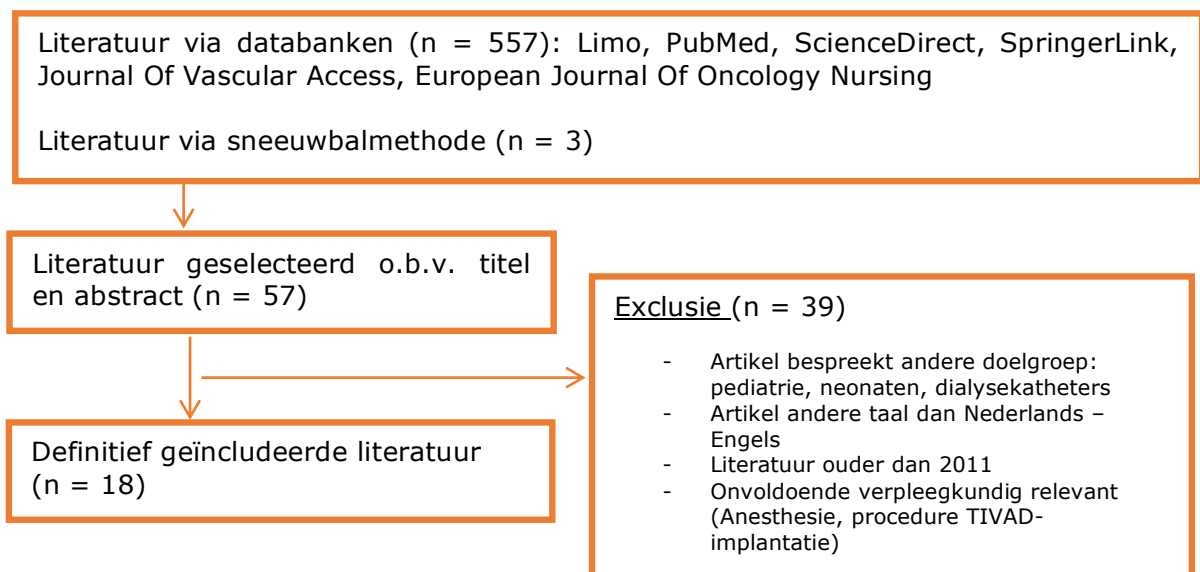 Literatuur via databanken (n = 557): Limo, PubMed, ScienceDirect, SpringerLink,
Journal Of Vascular Access, European Journal Of Oncology Nursing
Literatuur via sneeuwbalmethode (n = 3)
Literatuur geselecteerd o.b.v. titel
en abstract (n = 57)
Exclusie (n = 39)
- Artikel bespreekt andere doelgroep:
pediatrie, neonaten, dialysekatheters
- Artikel andere taal dan Nederlands –
Engels
- Literatuur ouder dan 2011
- Onvoldoende verpleegkundig relevant
(Anesthesie, procedure TIVAD-
implantatie)
Definitief geïncludeerde literatuur
(n = 18)